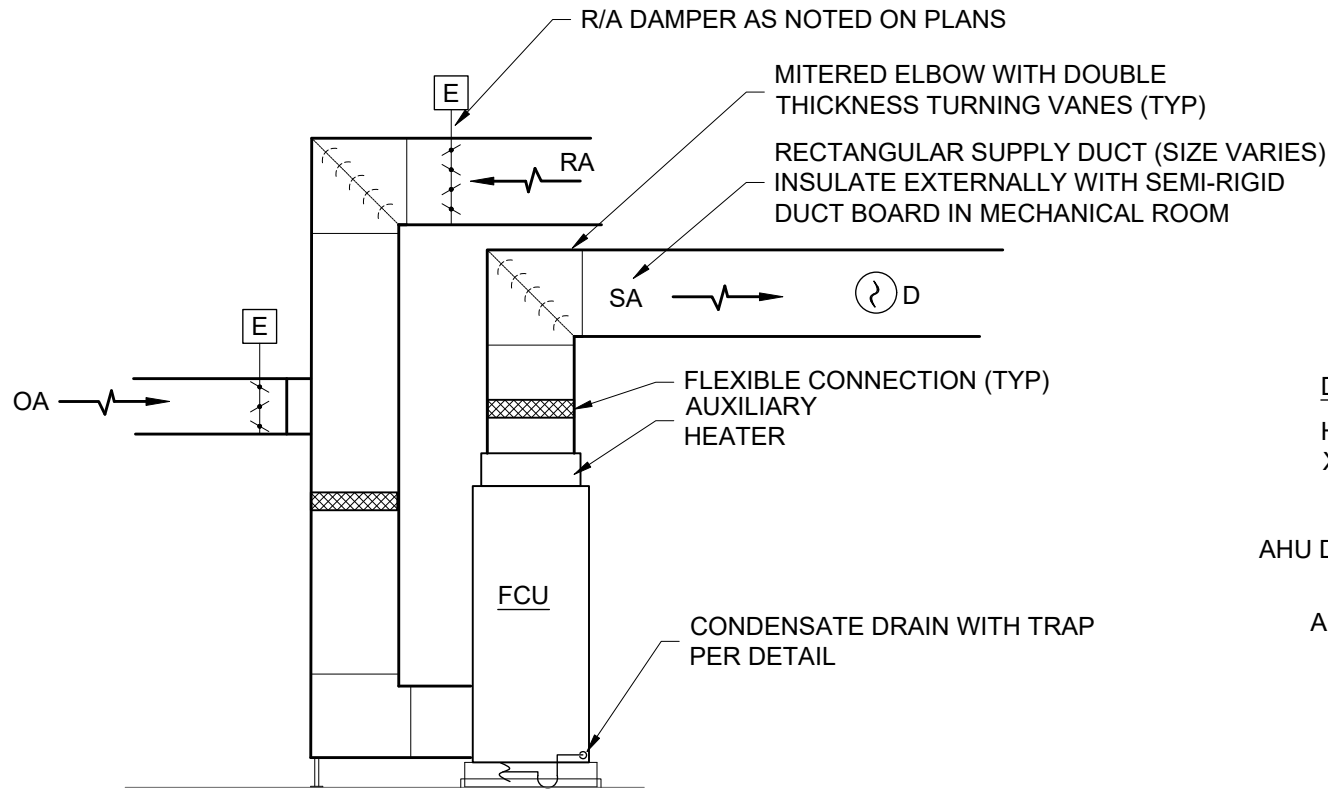 R/A DAMPER AS NOTED ON PLANS
MITERED ELBOW WITH DOUBLE
THICKNESS TURNING VANES (TYP)
E
RA
RECTANGULAR SUPPLY DUCT (SIZE VARIES)
INSULATE EXTERNALLY WITH SEMI-RIGID
DUCT BOARD IN MECHANICAL ROOM
SA
D
E
OA
FLEXIBLE CONNECTION (TYP)
AUXILIARY
HEATER
D
H
X
AHU D
A
FCU
CONDENSATE DRAIN WITH TRAP
PER DETAIL